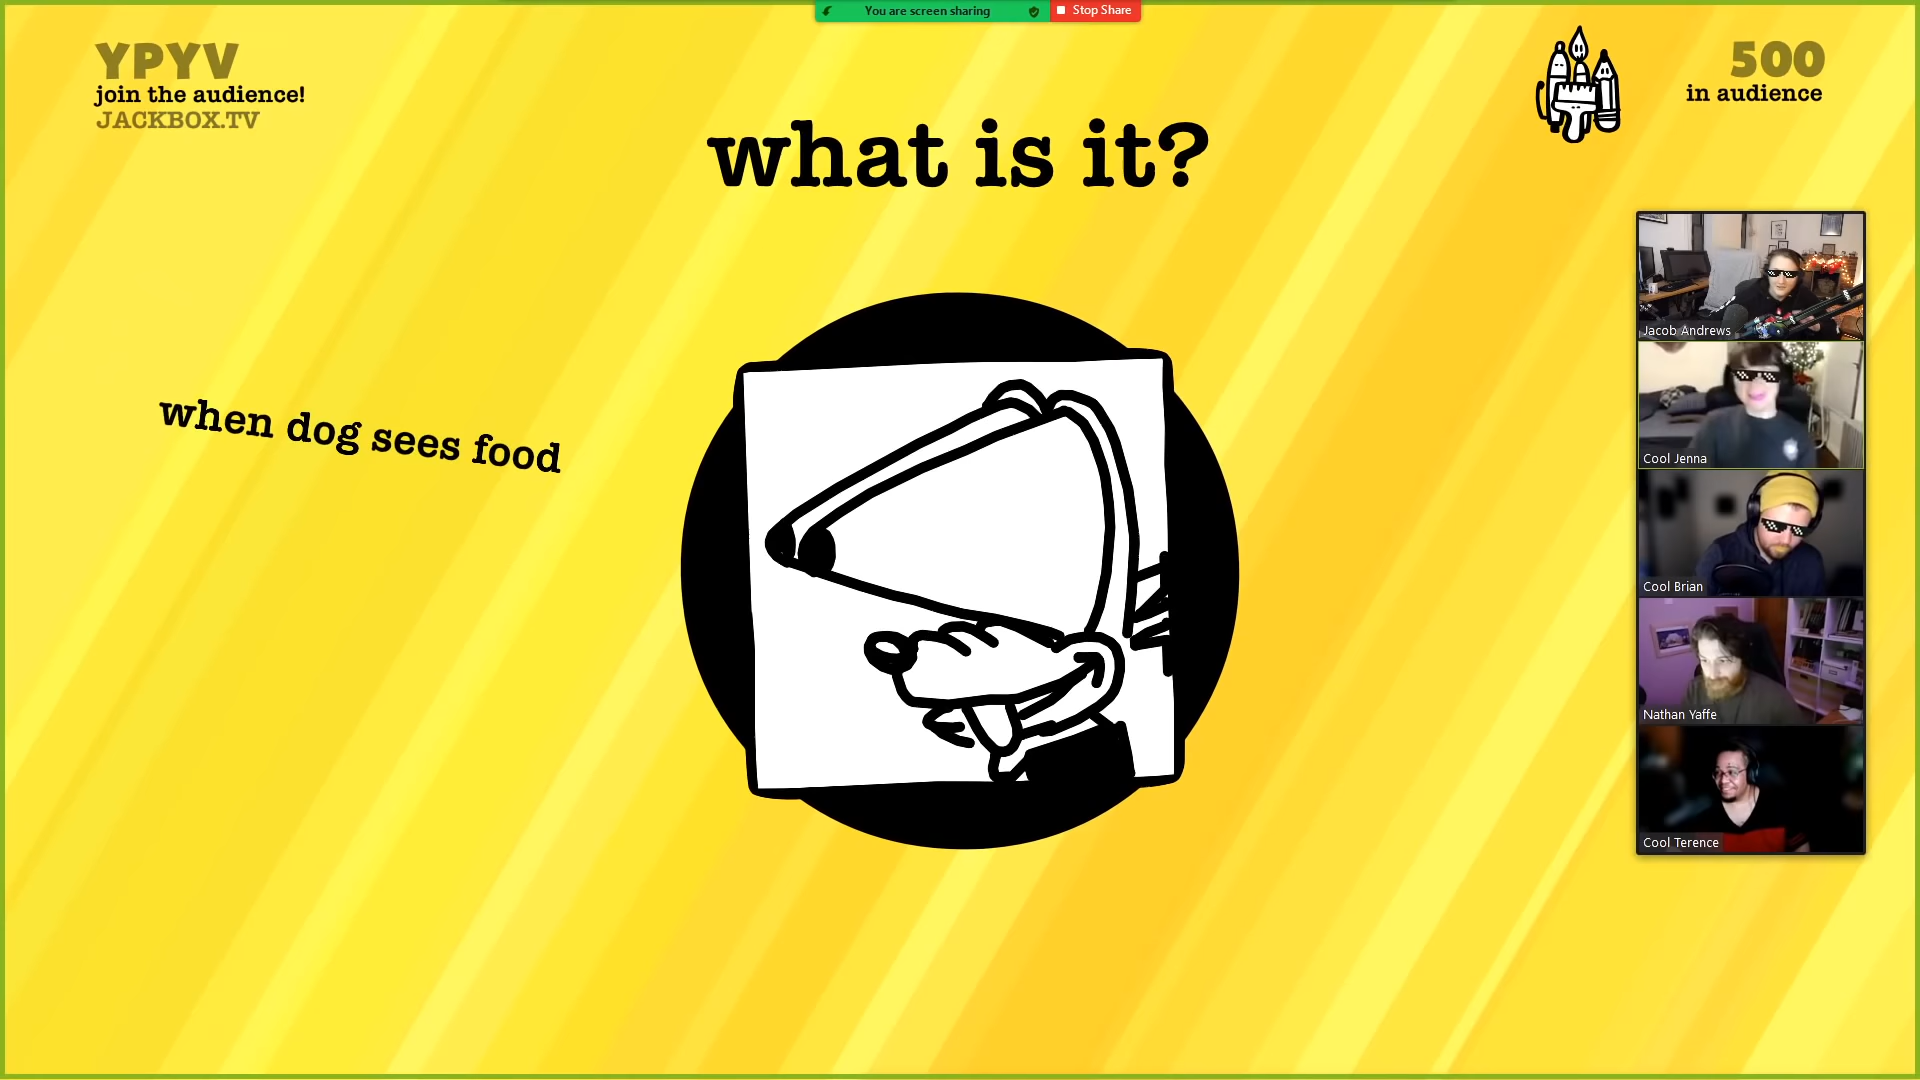 You are screen sharing
Stop Share
YPYV
join the audience!
JACKBOX.TV
500
in audience
what is it?
when dog sees food
Jacob Andrews
Cool Jenna
Cool Brian
Nathan Yaffe
Cool Terence